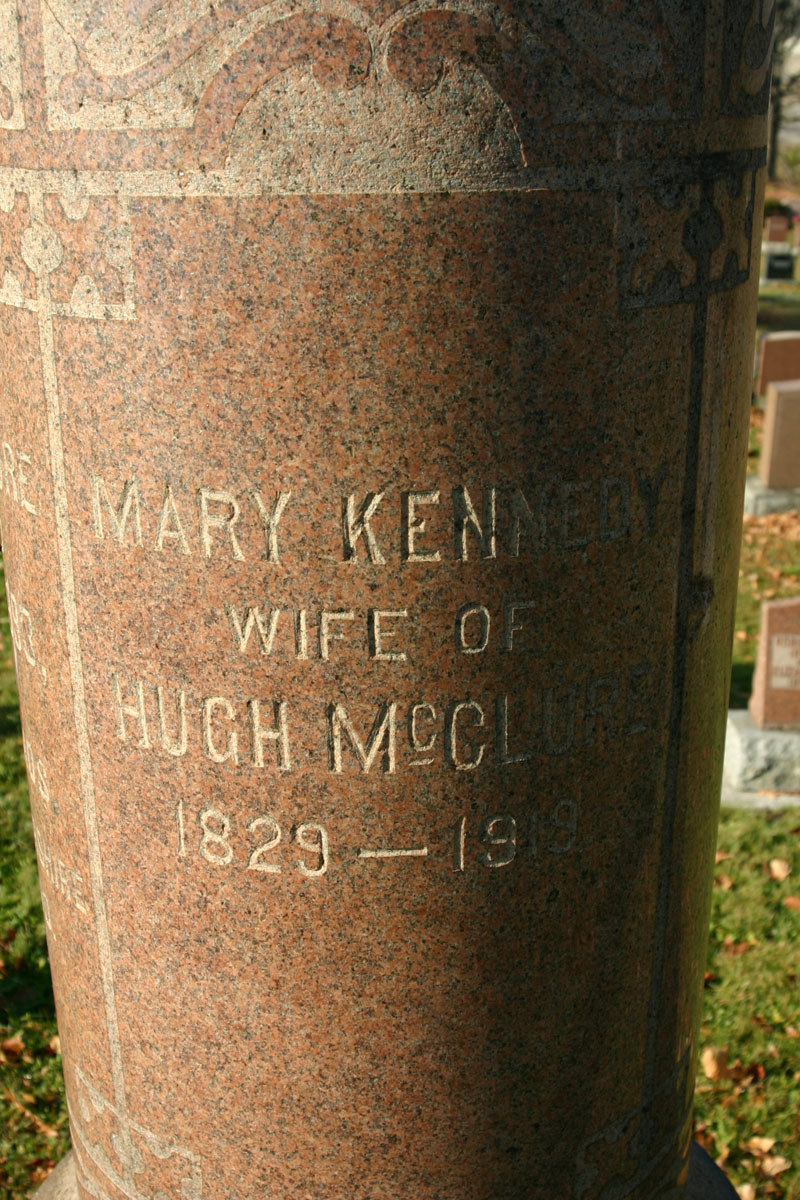 MARY KENNEDY
WIFE OF
HUGH McCLURE
1829 — 1919